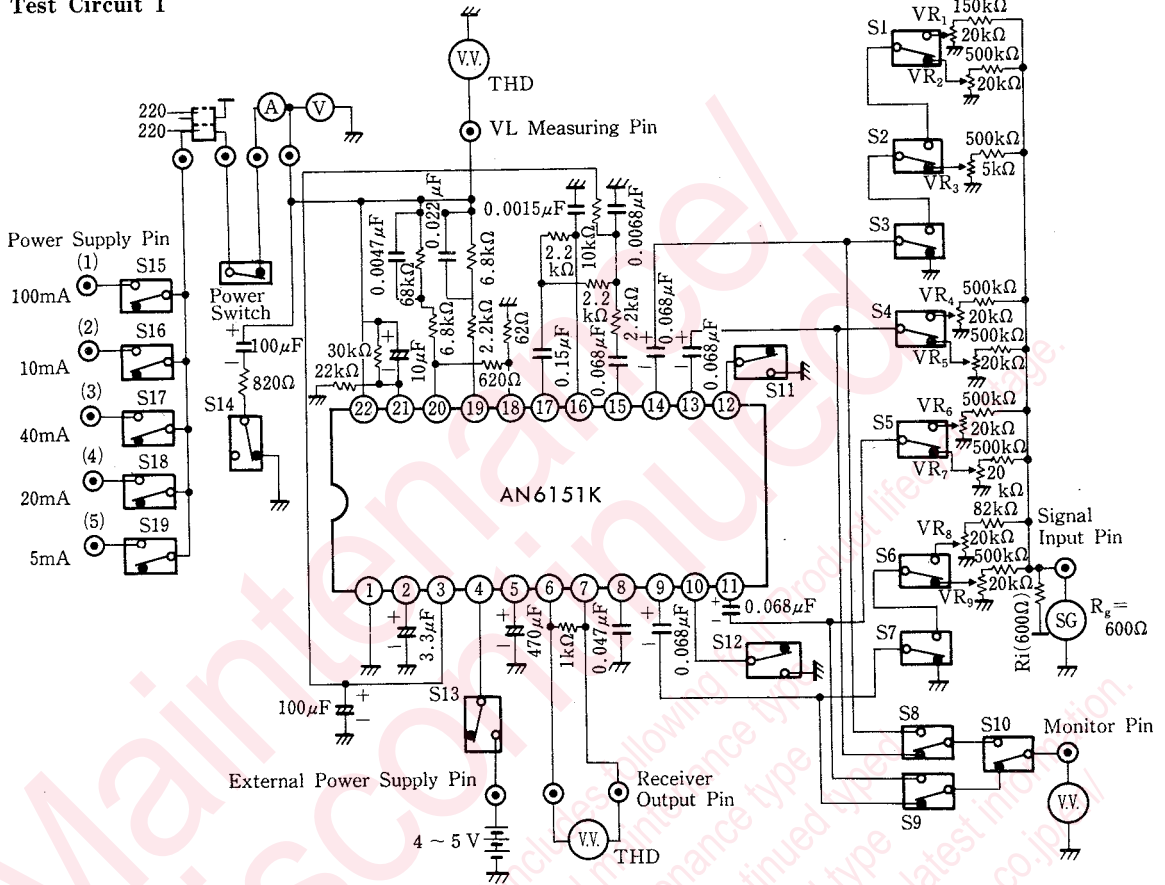 Test Circuit 1
V.V.
THD
VL Measuring Pin
220
220
A
V
Power Supply Pin
(1)
S15
100mA
(2)
S16
10mA
(3)
S17
40mA
(4)
S18
20mA
(5)
S19
5mA
Power
Switch
+
−
100μF
820Ω
S14
22kΩ
30kΩ
+
−
10μF
0.0047μF
68kΩ
0.022μF
6.8kΩ
6.8kΩ
2.2kΩ
620Ω
62Ω
0.0015μF
2.2
kΩ
10kΩ
0.0068μF
2.2
kΩ
2.2kΩ
0.15μF
0.068μF
+
−
0.068μF
+
−
0.068μF
S11
22
21
20
19
18
17
16
15
14
13
12
AN6151K
1
2
3
4
5
6
7
8
9
10
11
+
−
3.3μF
100μF
+
−
S13
+
−
470μF
1kΩ
0.047μF
+
−
0.068μF
S12
+
−
0.068μF
External Power Supply Pin
4 ~ 5 V
V.V.
THD
Receiver
Output Pin
S1
VR1
150kΩ
20kΩ
VR2
500kΩ
20kΩ
S2
VR3
500kΩ
5kΩ
S3
S4
VR4
500kΩ
20kΩ
VR5
500kΩ
20kΩ
S5
VR6
500kΩ
20kΩ
VR7
500kΩ
20
kΩ
S6
VR8
82kΩ
20kΩ
VR9
500kΩ
20kΩ
S7
Signal
Input Pin
SG
Rg=
600Ω
Ri(600Ω)
S8
S9
S10
Monitor Pin
V.V.
Maintenance/
Discontinued